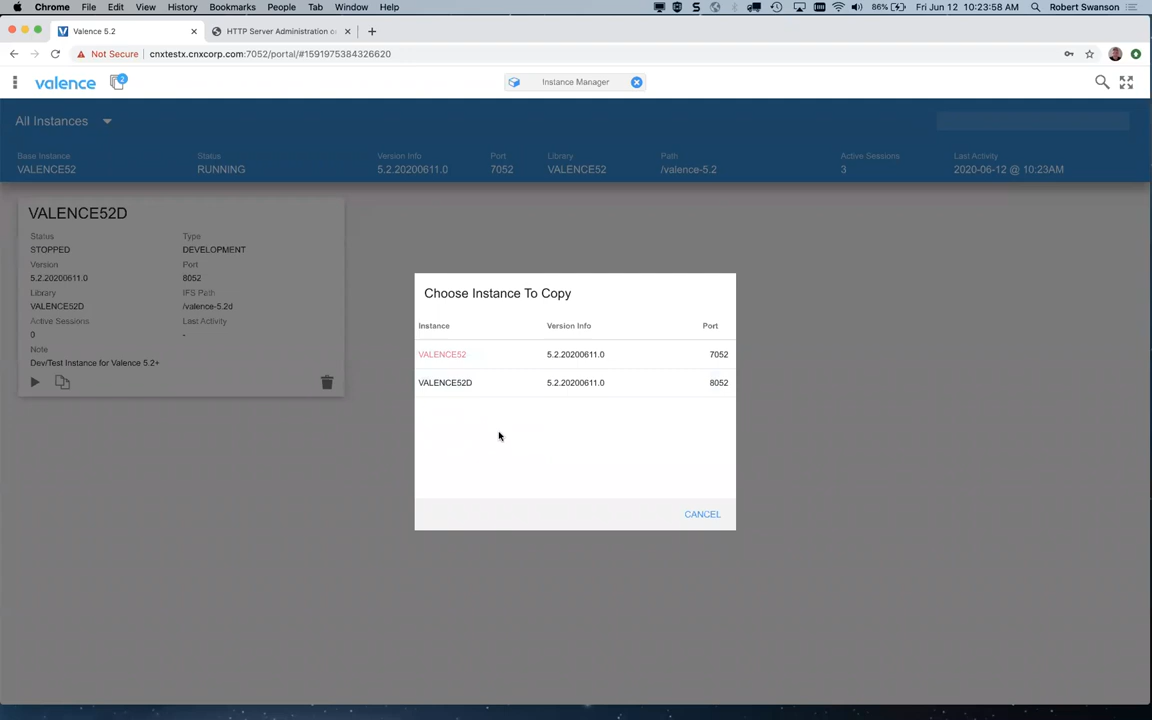 Chrome File Edit View History Bookmarks People Tab Window Help 86% Fri Jun 12 10:23:58 AM Robert Swanson
Valence 5.2 HTTP Server Administration o
Not Secure cnxtestx.cnxcorp.com:7052/portal/#1591975384326620
valence 2 Instance Manager
All Instances
Base Instance Status Version Info Port Library Path Active Sessions Last Activity
VALENCE52 RUNNING 5.2.20200611.0 7052 VALENCE52 /valence-5.2 3 2020-06-12 @ 10:23AM
VALENCE52D
Status Type
STOPPED DEVELOPMENT
Version Port
5.2.20200611.0 8052
Library IFS Path
VALENCE52D /valence-5.2d
Active Sessions Last Activity
0 -
Note
Dev/Test Instance for Valence 5.2+
Choose Instance To Copy
Instance Version Info Port
VALENCE52 5.2.20200611.0 7052
VALENCE52D 5.2.20200611.0 8052
CANCEL